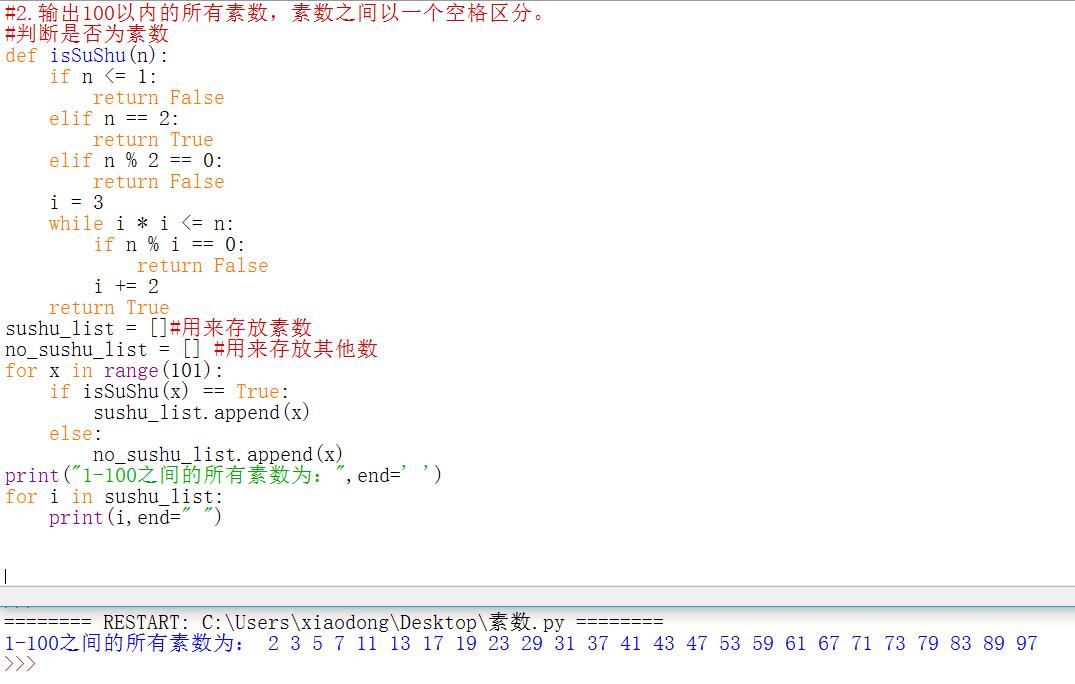 #2.输出100以内的所有素数，素数之间以一个空格区分。
#判断是否为素数
def isSuShu(n):
    if n <= 1:
        return False
    elif n == 2:
        return True
    elif n % 2 == 0:
        return False
    i = 3
    while i * i <= n:
        if n % i == 0:
            return False
        i += 2
    return True
sushu_list = []#用来存放素数
no_sushu_list = [] #用来存放其他数
for x in range(101):
    if isSuShu(x) == True:
        sushu_list.append(x)
    else:
        no_sushu_list.append(x)
print("1-100之间的所有素数为：",end=' ')
for i in sushu_list:
    print(i,end=" ")
======== RESTART: C:\Users\xiaodong\Desktop\素数.py ========
1-100之间的所有素数为： 2 3 5 7 11 13 17 19 23 29 31 37 41 43 47 53 59 61 67 71 73 79 83 89 97
>>>